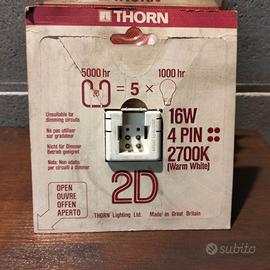 THORN
5000 hr
1000 hr
= 5 ×
Unsuitable for
dimming circuits
Ne pas utiliser
sur gradateur
Nicht für Dimmer
Betrieb geeignet
Nota: Non adatto
per circuiti a dimmer
16W
4 PIN
2700K
(Warm White)
OPEN
OUVRE
OFFEN
APERTO
2D
THORN Lighting Ltd. Made in Great Britain
subito